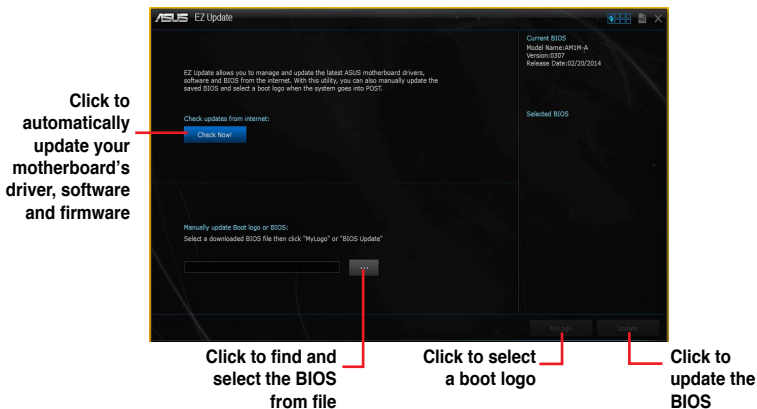 ASUS EZ Update
Current BIOS
Model Name:AM1M-A
Version:0307
Release Date:02/20/2014
EZ Update allows you to manage and update the latest ASUS motherboard drivers,
software and BIOS from the internet. With this utility, you can also manually update the
saved BIOS and select a boot logo when the system goes into POST.
Click to
automatically
update your
motherboard's
driver, software
and firmware
Check updates from internet:
Check Now!
Selected BIOS
Manually update Boot logo or BIOS:
Select a downloaded BIOS file then click "MyLogo" or "BIOS Update"
...
MyLogo
Update
Click to find and
select the BIOS
from file
Click to select
a boot logo
Click to
update the
BIOS